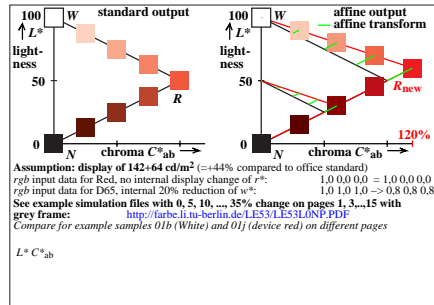 100 W standard output
L*
light-
ness
50
R
0 N chroma C*ab
100 W affine output
affine transform
L*
light-
ness
50
Rnew
0 N chroma C*ab 120%
Assumption: display of 142+64 cd/m² (=+44% compared to office standard)
rgb input data for Red, no internal display change of r*: 1,0 0,0 0,0 = 1,0 0,0 0,0
rgb input data for D65, internal 20% reduction of w*: 1,0 1,0 1,0 –> 0,8 0,8 0,8
See example simulation files with 0, 5, 10, ..., 35% change on pages 1, 3,..,15 with
grey frame: http://farbe.li.tu-berlin.de/LE53/LE53L0NP.PDF
Compare for example samples 01b (White) and 01j (device red) on different pages
L* C*ab